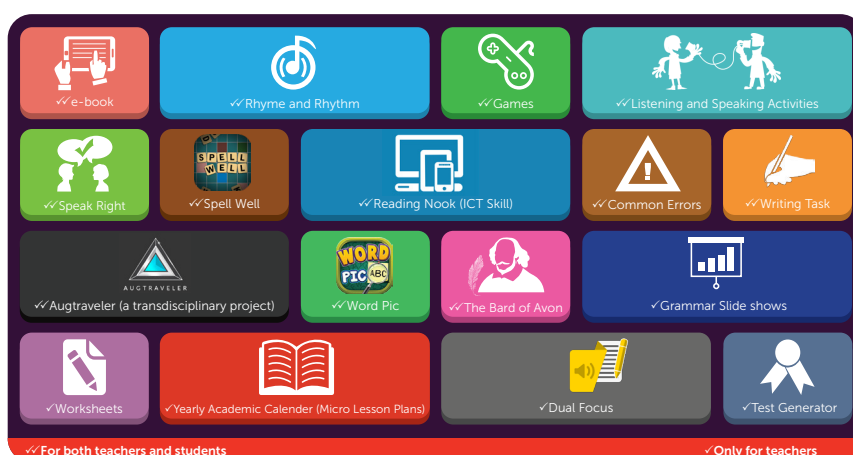 ✓✓e-book
✓✓Rhyme and Rhythm
✓✓Games
✓✓Listening and Speaking Activities
✓✓Speak Right
SPELL
WELL
✓✓Spell Well
✓✓Reading Nook (ICT Skill)
✓✓Common Errors
✓✓Writing Task
AUGTRAVELER
✓✓Augtraveler (a transdisciplinary project)
WORD
PIC ABC
✓✓Word Pic
✓✓The Bard of Avon
✓Grammar Slide shows
✓Worksheets
✓Yearly Academic Calender (Micro Lesson Plans)
✓Dual Focus
✓Test Generator
✓✓For both teachers and students
✓Only for teachers